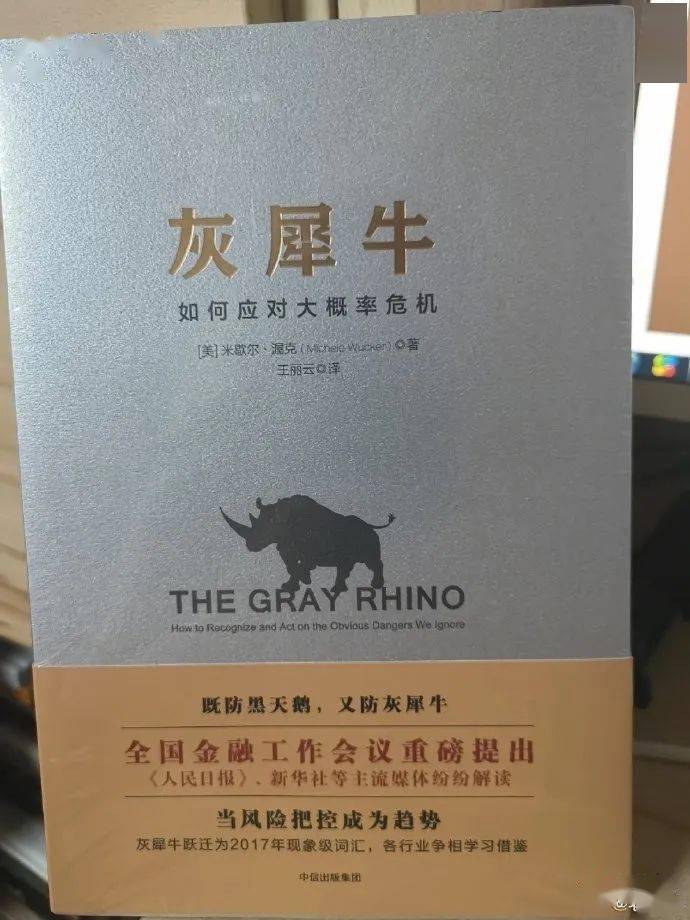 灰犀牛
如何应对大概率危机
[美] 米歇尔·渥克 ( Michele Wucker ) ◎著
王丽云◎译
THE GRAY RHINO
How to Recognize and Act on the Obvious Dangers We Ignore
既防黑天鹅，又防灰犀牛
全国金融工作会议重磅提出
《人民日报》、新华社等主流媒体纷纷解读
当风险把控成为趋势
灰犀牛跃迁为2017年现象级词汇，各行业争相学习借鉴
中信出版集团